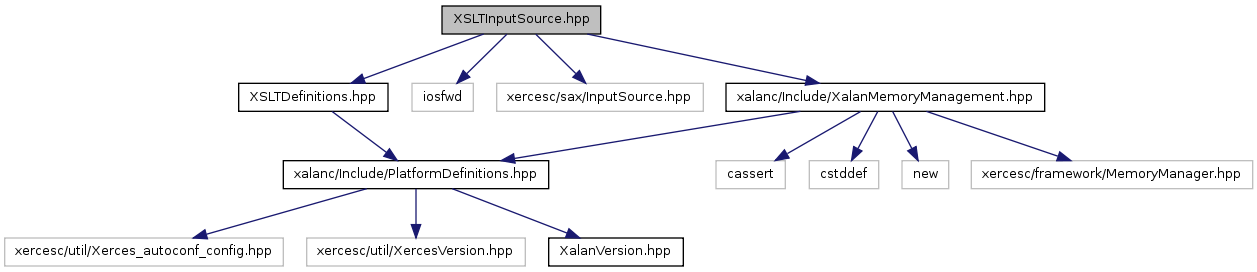 XSLTInputSource.hpp
XSLTDefinitions.hpp
iosfwd
xercesc/sax/InputSource.hpp
xalanc/Include/XalanMemoryManagement.hpp
xalanc/Include/PlatformDefinitions.hpp
cassert
cstddef
new
xercesc/framework/MemoryManager.hpp
xercesc/util/Xerces_autoconf_config.hpp
xercesc/util/XercesVersion.hpp
XalanVersion.hpp